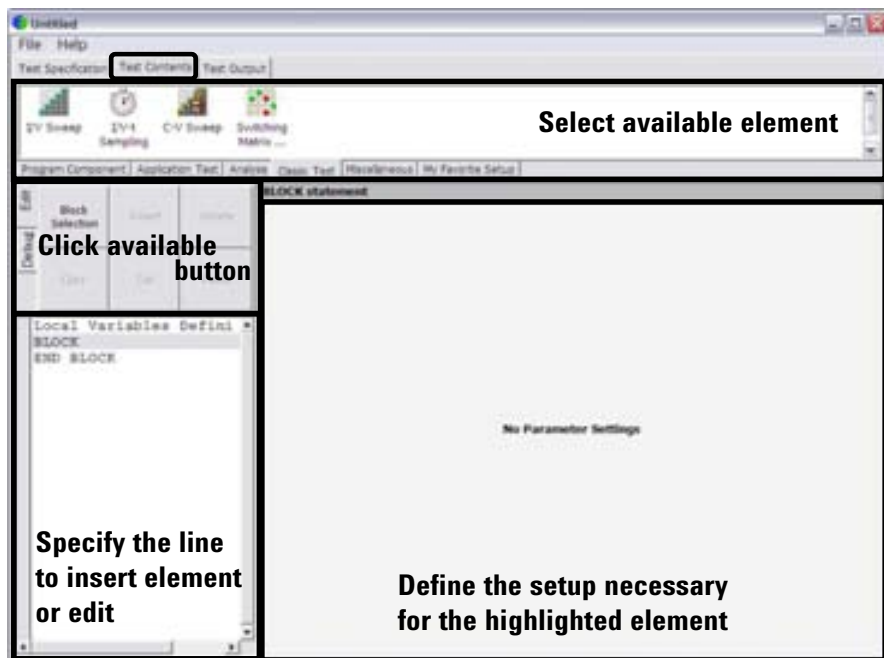 Untitled
File Help
Test Specification Test Contents Test Output
I/V Sweep
I/V-t Sampling
C-V Sweep
Switching Matrix ...
Select available element
Program Component Application Test Analysis Classic Test Miscellaneous My Favorite Setup
BLOCK statement
Edit
Debug
Block Selection
Click available
button
Copy
Cut
Local Variables Defini
BLOCK
END BLOCK
No Parameter Settings
Specify the line
to insert element
or edit
Define the setup necessary
for the highlighted element